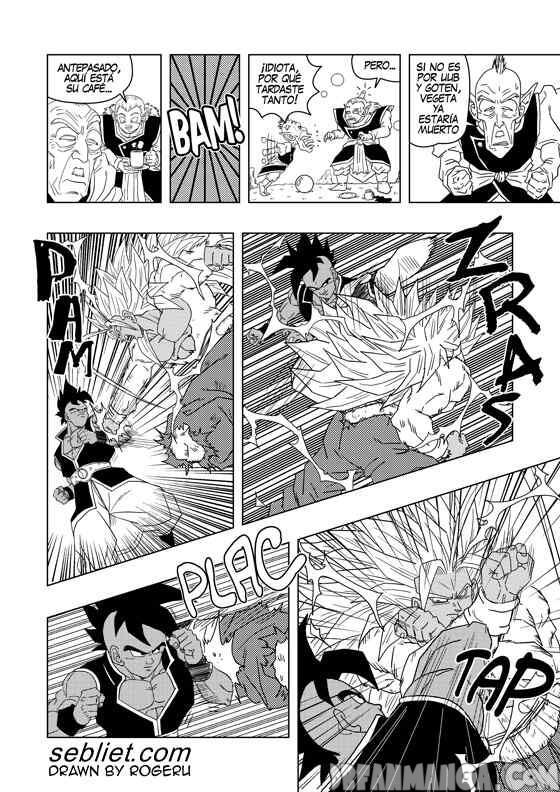 ANTEPASADO,
AQUÍ ESTÁ
SU CAFÉ...
BAM!
¡IDIOTA,
POR QUÉ
TARDASTE
TANTO!
PERO...
SI NO ES
POR UUB
Y GOTEN,
VEGETA
YA
ESTARÍA
MUERTO
PAM
ZRAS
PLAC
TAP
sebliet.com
DRAWN BY ROGERU
DBFANMANGA.COM